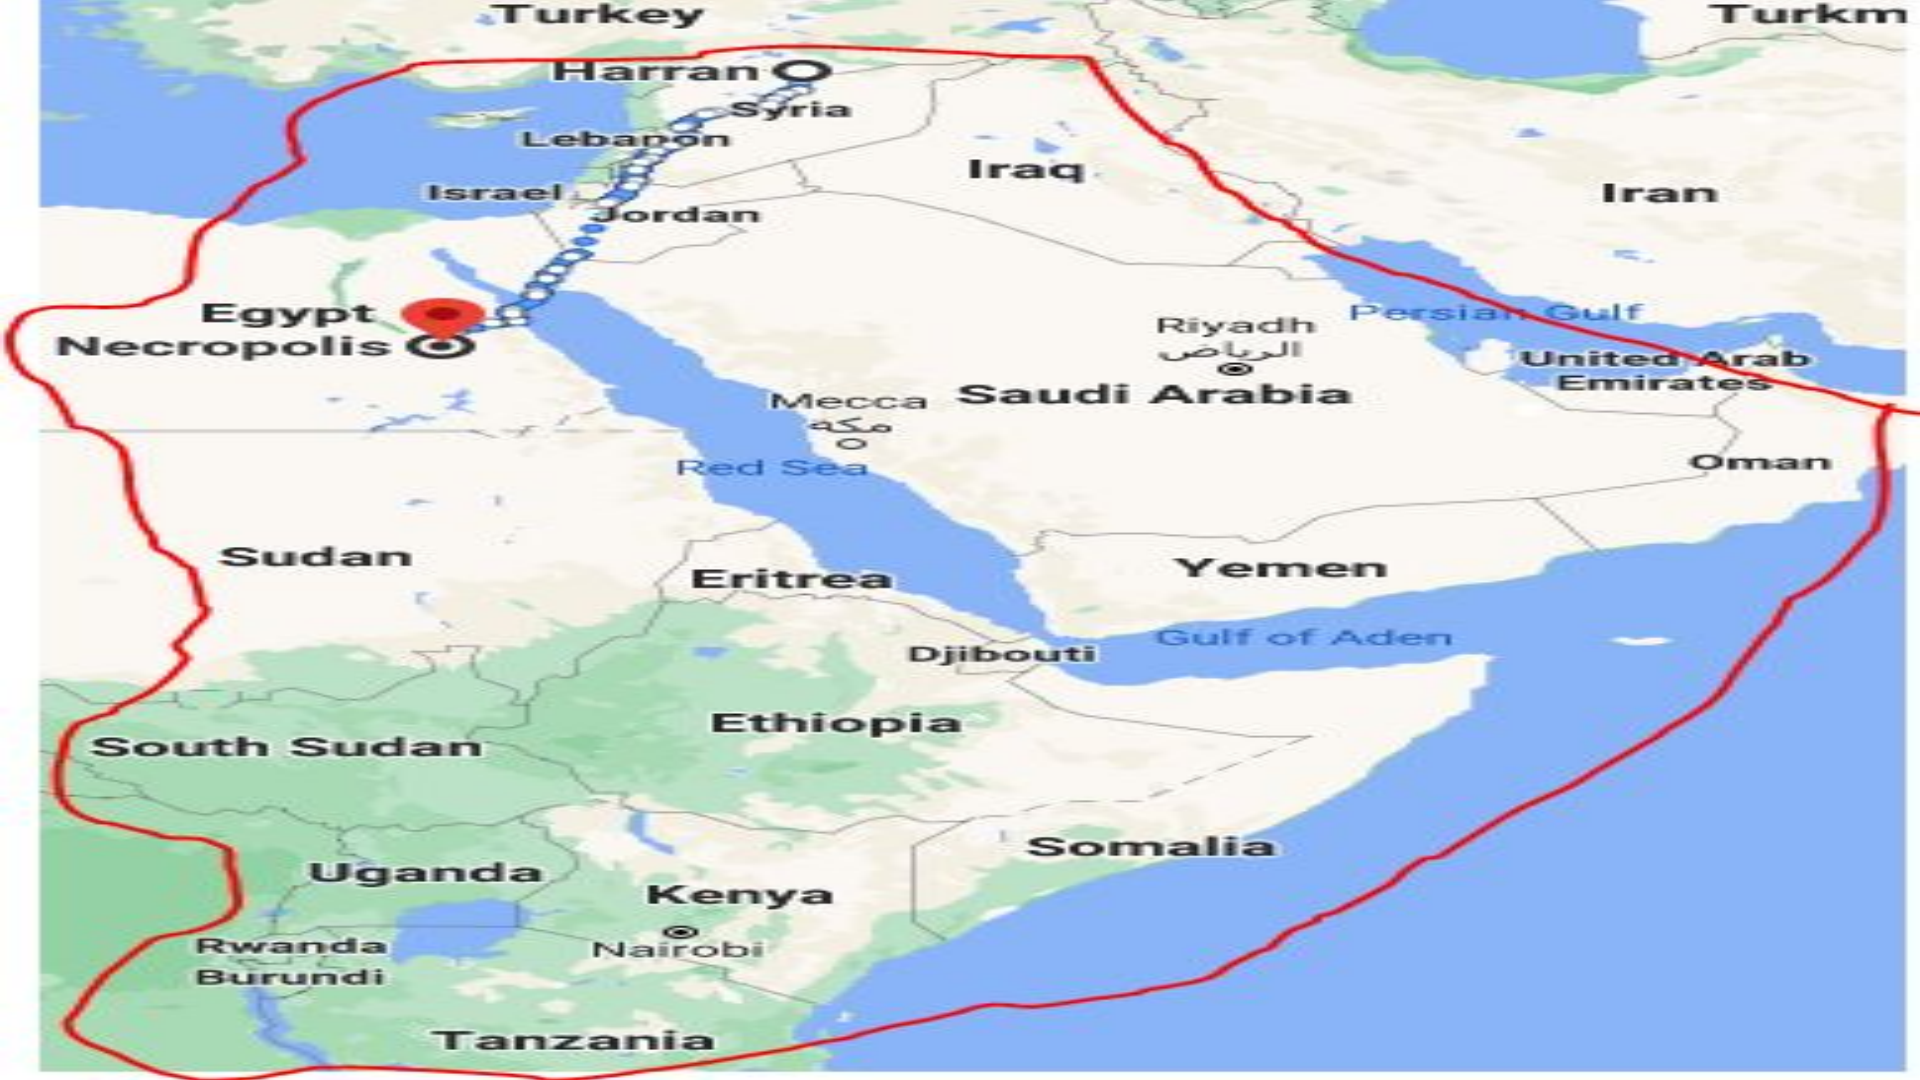 Turkey
Turkm
Harran
Syria
Lebanon
Iraq
Israel
Iran
Jordan
Egypt
Persian Gulf
Necropolis
Riyadh
الرياض
United Arab
Emirates
Saudi Arabia
Mecca
مكة
Red Sea
Oman
Sudan
Eritrea
Yemen
Gulf of Aden
Djibouti
Ethiopia
South Sudan
Somalia
Uganda
Kenya
Nairobi
Rwanda
Burundi
Tanzania